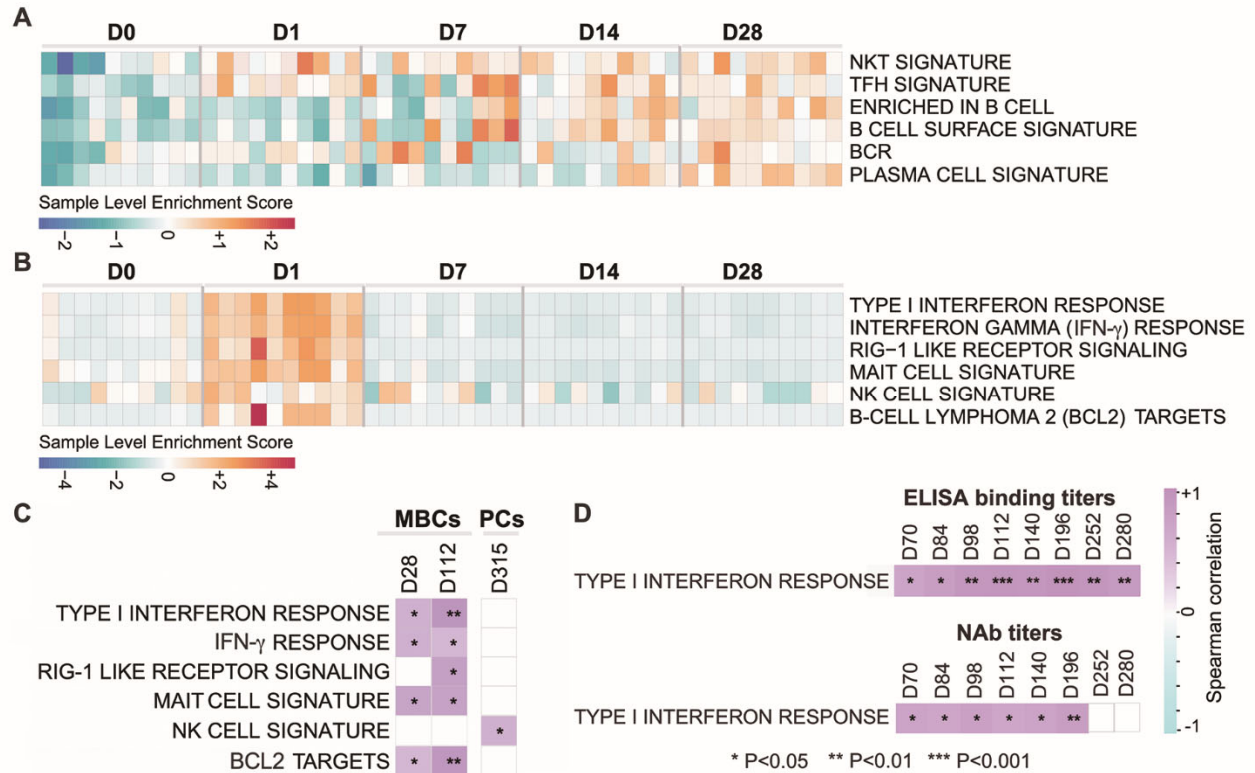 A
D0 D1 D7 D14 D28
NKT SIGNATURE
TFH SIGNATURE
ENRICHED IN B CELL
B CELL SURFACE SIGNATURE
BCR
PLASMA CELL SIGNATURE
Sample Level Enrichment Score
-2 -1 0 +1 +2
B
D0 D1 D7 D14 D28
TYPE I INTERFERON RESPONSE
INTERFERON GAMMA (IFN-γ) RESPONSE
RIG-1 LIKE RECEPTOR SIGNALING
MAIT CELL SIGNATURE
NK CELL SIGNATURE
B-CELL LYMPHOMA 2 (BCL2) TARGETS
Sample Level Enrichment Score
-4 -2 0 +2 +4
C
MBCs PCs
D28 D112 D315
TYPE I INTERFERON RESPONSE * **
IFN-γ RESPONSE * *
RIG-1 LIKE RECEPTOR SIGNALING *
MAIT CELL SIGNATURE * *
NK CELL SIGNATURE *
BCL2 TARGETS * **
D
ELISA binding titers
D70 D84 D98 D112 D140 D196 D252 D280
TYPE I INTERFERON RESPONSE * * ** *** ** *** ** **
NAb titers
D70 D84 D98 D112 D140 D196 D252 D280
TYPE I INTERFERON RESPONSE * * * * * **
* P<0.05 ** P<0.01 *** P<0.001
+1
0
-1
Spearman correlation